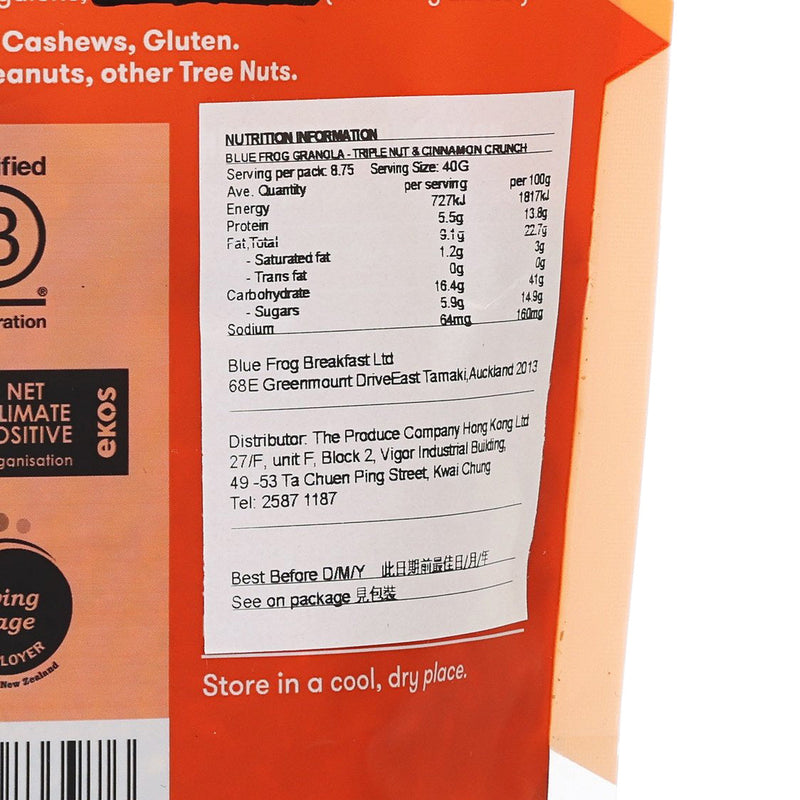 Cashews, Gluten.
eanuts, other Tree Nuts.
NUTRITION INFORMATION
BLUE FROG GRANOLA - TRIPLE NUT & CINNAMON CRUNCH
Serving per pack: 8.75 Serving Size: 40G
Ave. Quantity per serving per 100g
Energy 727kJ 1817kJ
Protein 5.5g 13.8g
Fat,Total 9.1g 22.7g
- Saturated fat 1.2g 3g
- Trans fat 0g 0g
Carbohydrate 16.4g 41g
- Sugars 5.9g 14.9g
Sodium 64mg 160mg
Blue Frog Breakfast Ltd
68E Greenmount DriveEast Tamaki,Auckland 2013
Distributor: The Produce Company Hong Kong Ltd
27/F, unit F, Block 2, Vigor Industrial Building,
49 -53 Ta Chuen Ping Street, Kwai Chung
Tel: 2587 1187
Best Before D/M/Y 此日期前最佳日/月/年
See on package 見包裝
Store in a cool, dry place.
ified
B
®
ration
NET
LIMATE
OSITIVE
ganisation
ekos
ing
age
LOYER
New Zealand